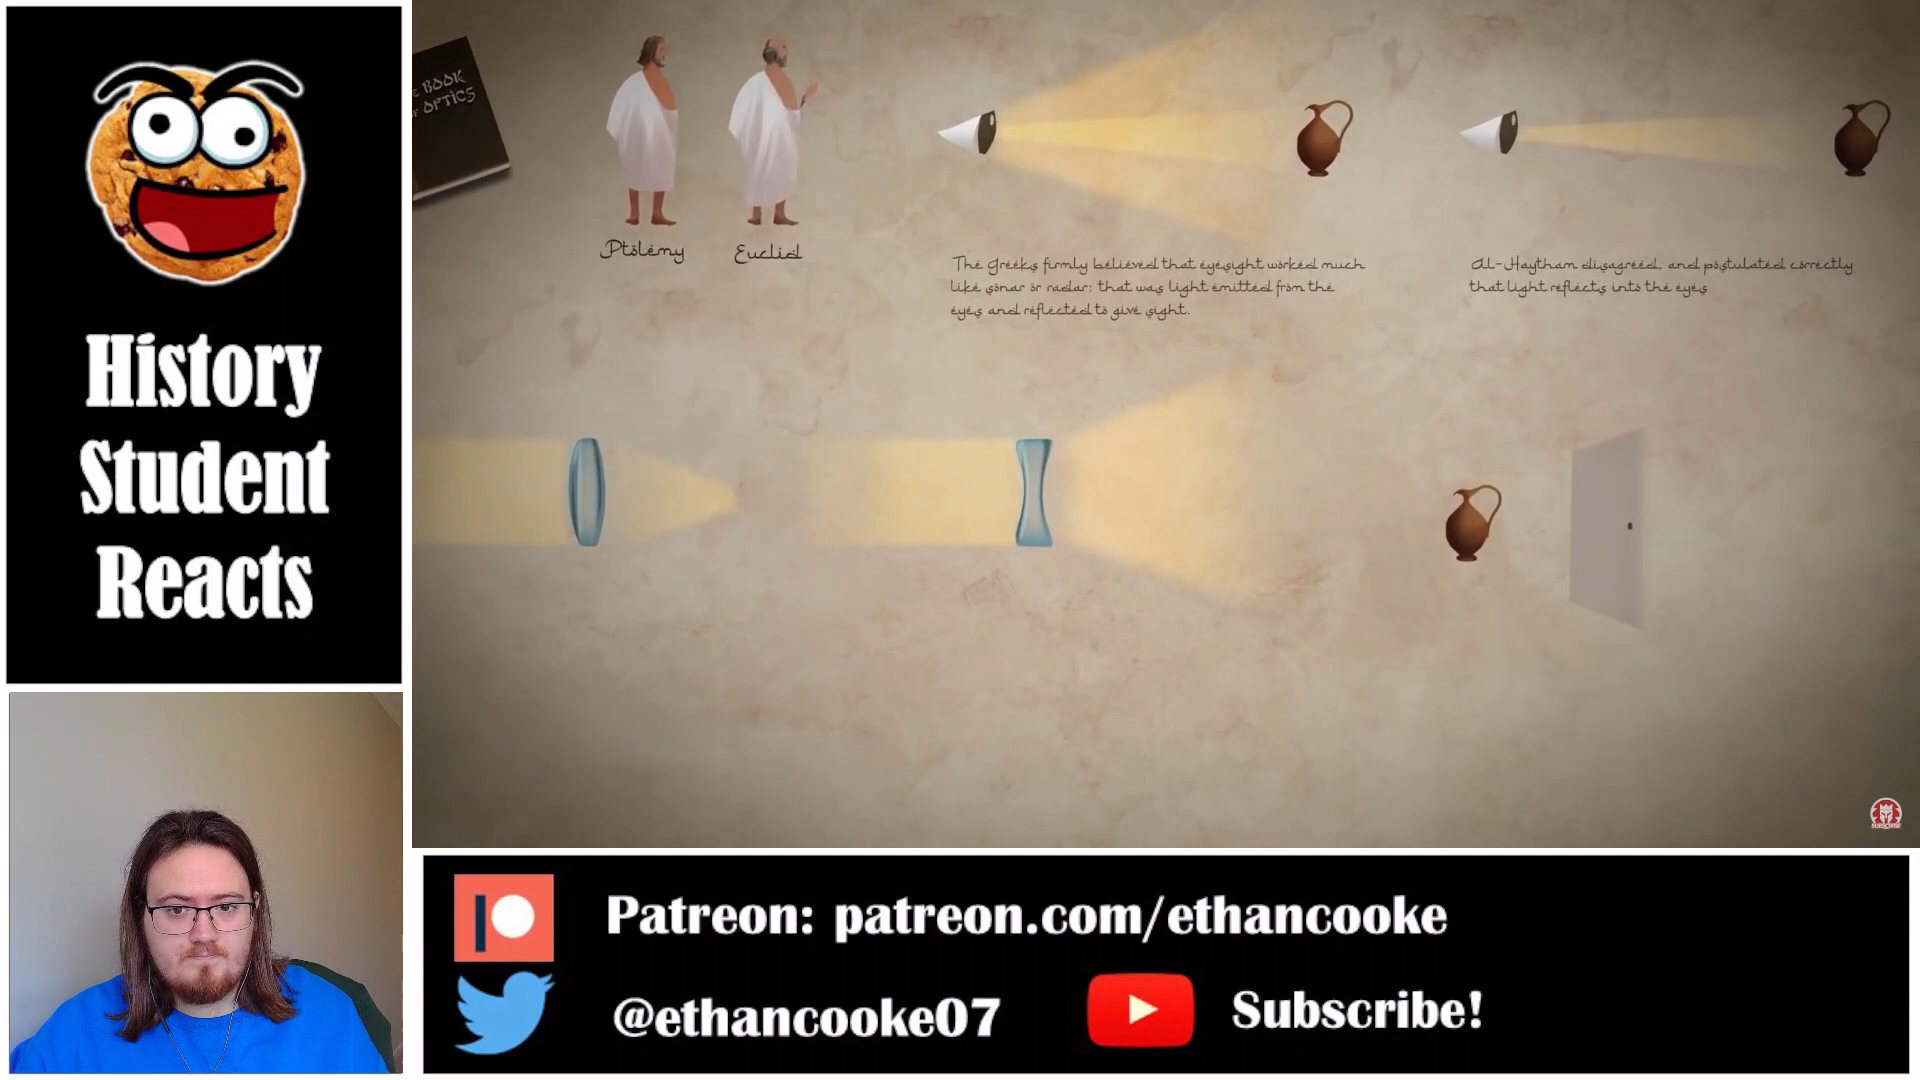 History
Student
Reacts
BOOK
OF OPTICS
Ptolemy
Euclid
The Greeks firmly believed that eyesight worked much
like sonar or radar: that was light emitted from the
eyes and reflected to give sight.
Al-Haytham disagreed, and postulated correctly
that light reflects into the eyes
SUBSCRIBE
Patreon: patreon.com/ethancooke
@ethancooke07
Subscribe!